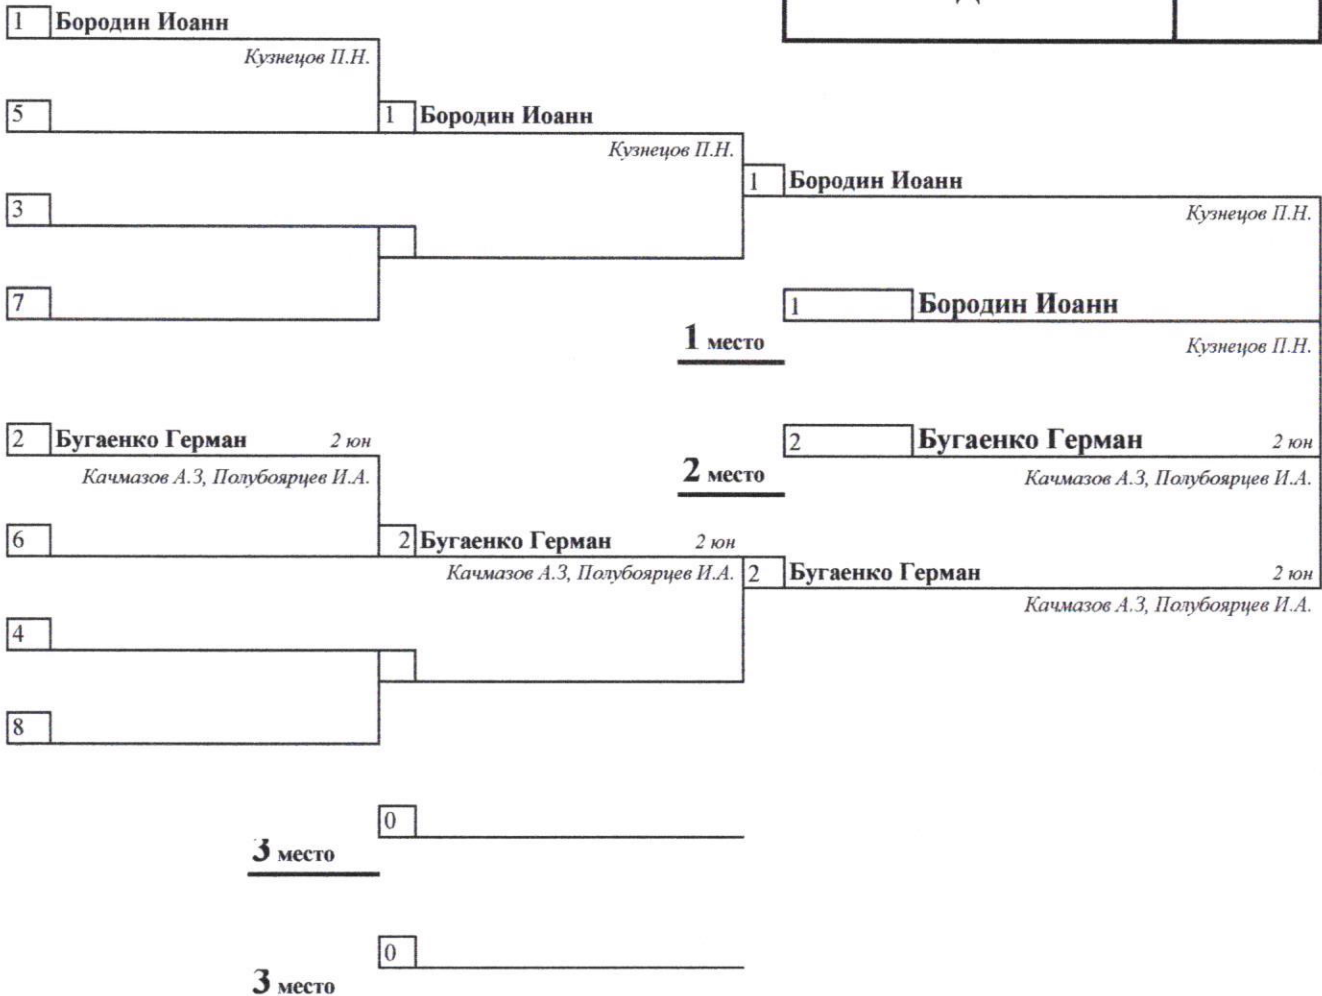 1 Бородин Иоанн
Кузнецов П.Н.
5
1 Бородин Иоанн
Кузнецов П.Н.
1 Бородин Иоанн
Кузнецов П.Н.
3
7
1 Бородин Иоанн
1 место
Кузнецов П.Н.
2 Бугаенко Герман 2 юн
Качмазов А.З, Полубоярцев И.А.
2 Бугаенко Герман 2 юн
2 место
Качмазов А.З, Полубоярцев И.А.
6
2 Бугаенко Герман 2 юн
Качмазов А.З, Полубоярцев И.А.
2 Бугаенко Герман 2 юн
Качмазов А.З, Полубоярцев И.А.
4
8
0
3 место
0
3 место